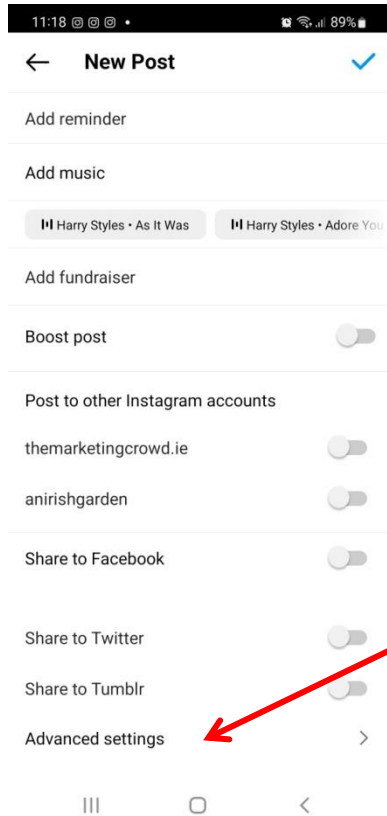 11:18 89%
New Post
Add reminder
Add music
Harry Styles • As It Was Harry Styles • Adore You
Add fundraiser
Boost post
Post to other Instagram accounts
themarketingcrowd.ie
anirishgarden
Share to Facebook
Share to Twitter
Share to Tumblr
Advanced settings